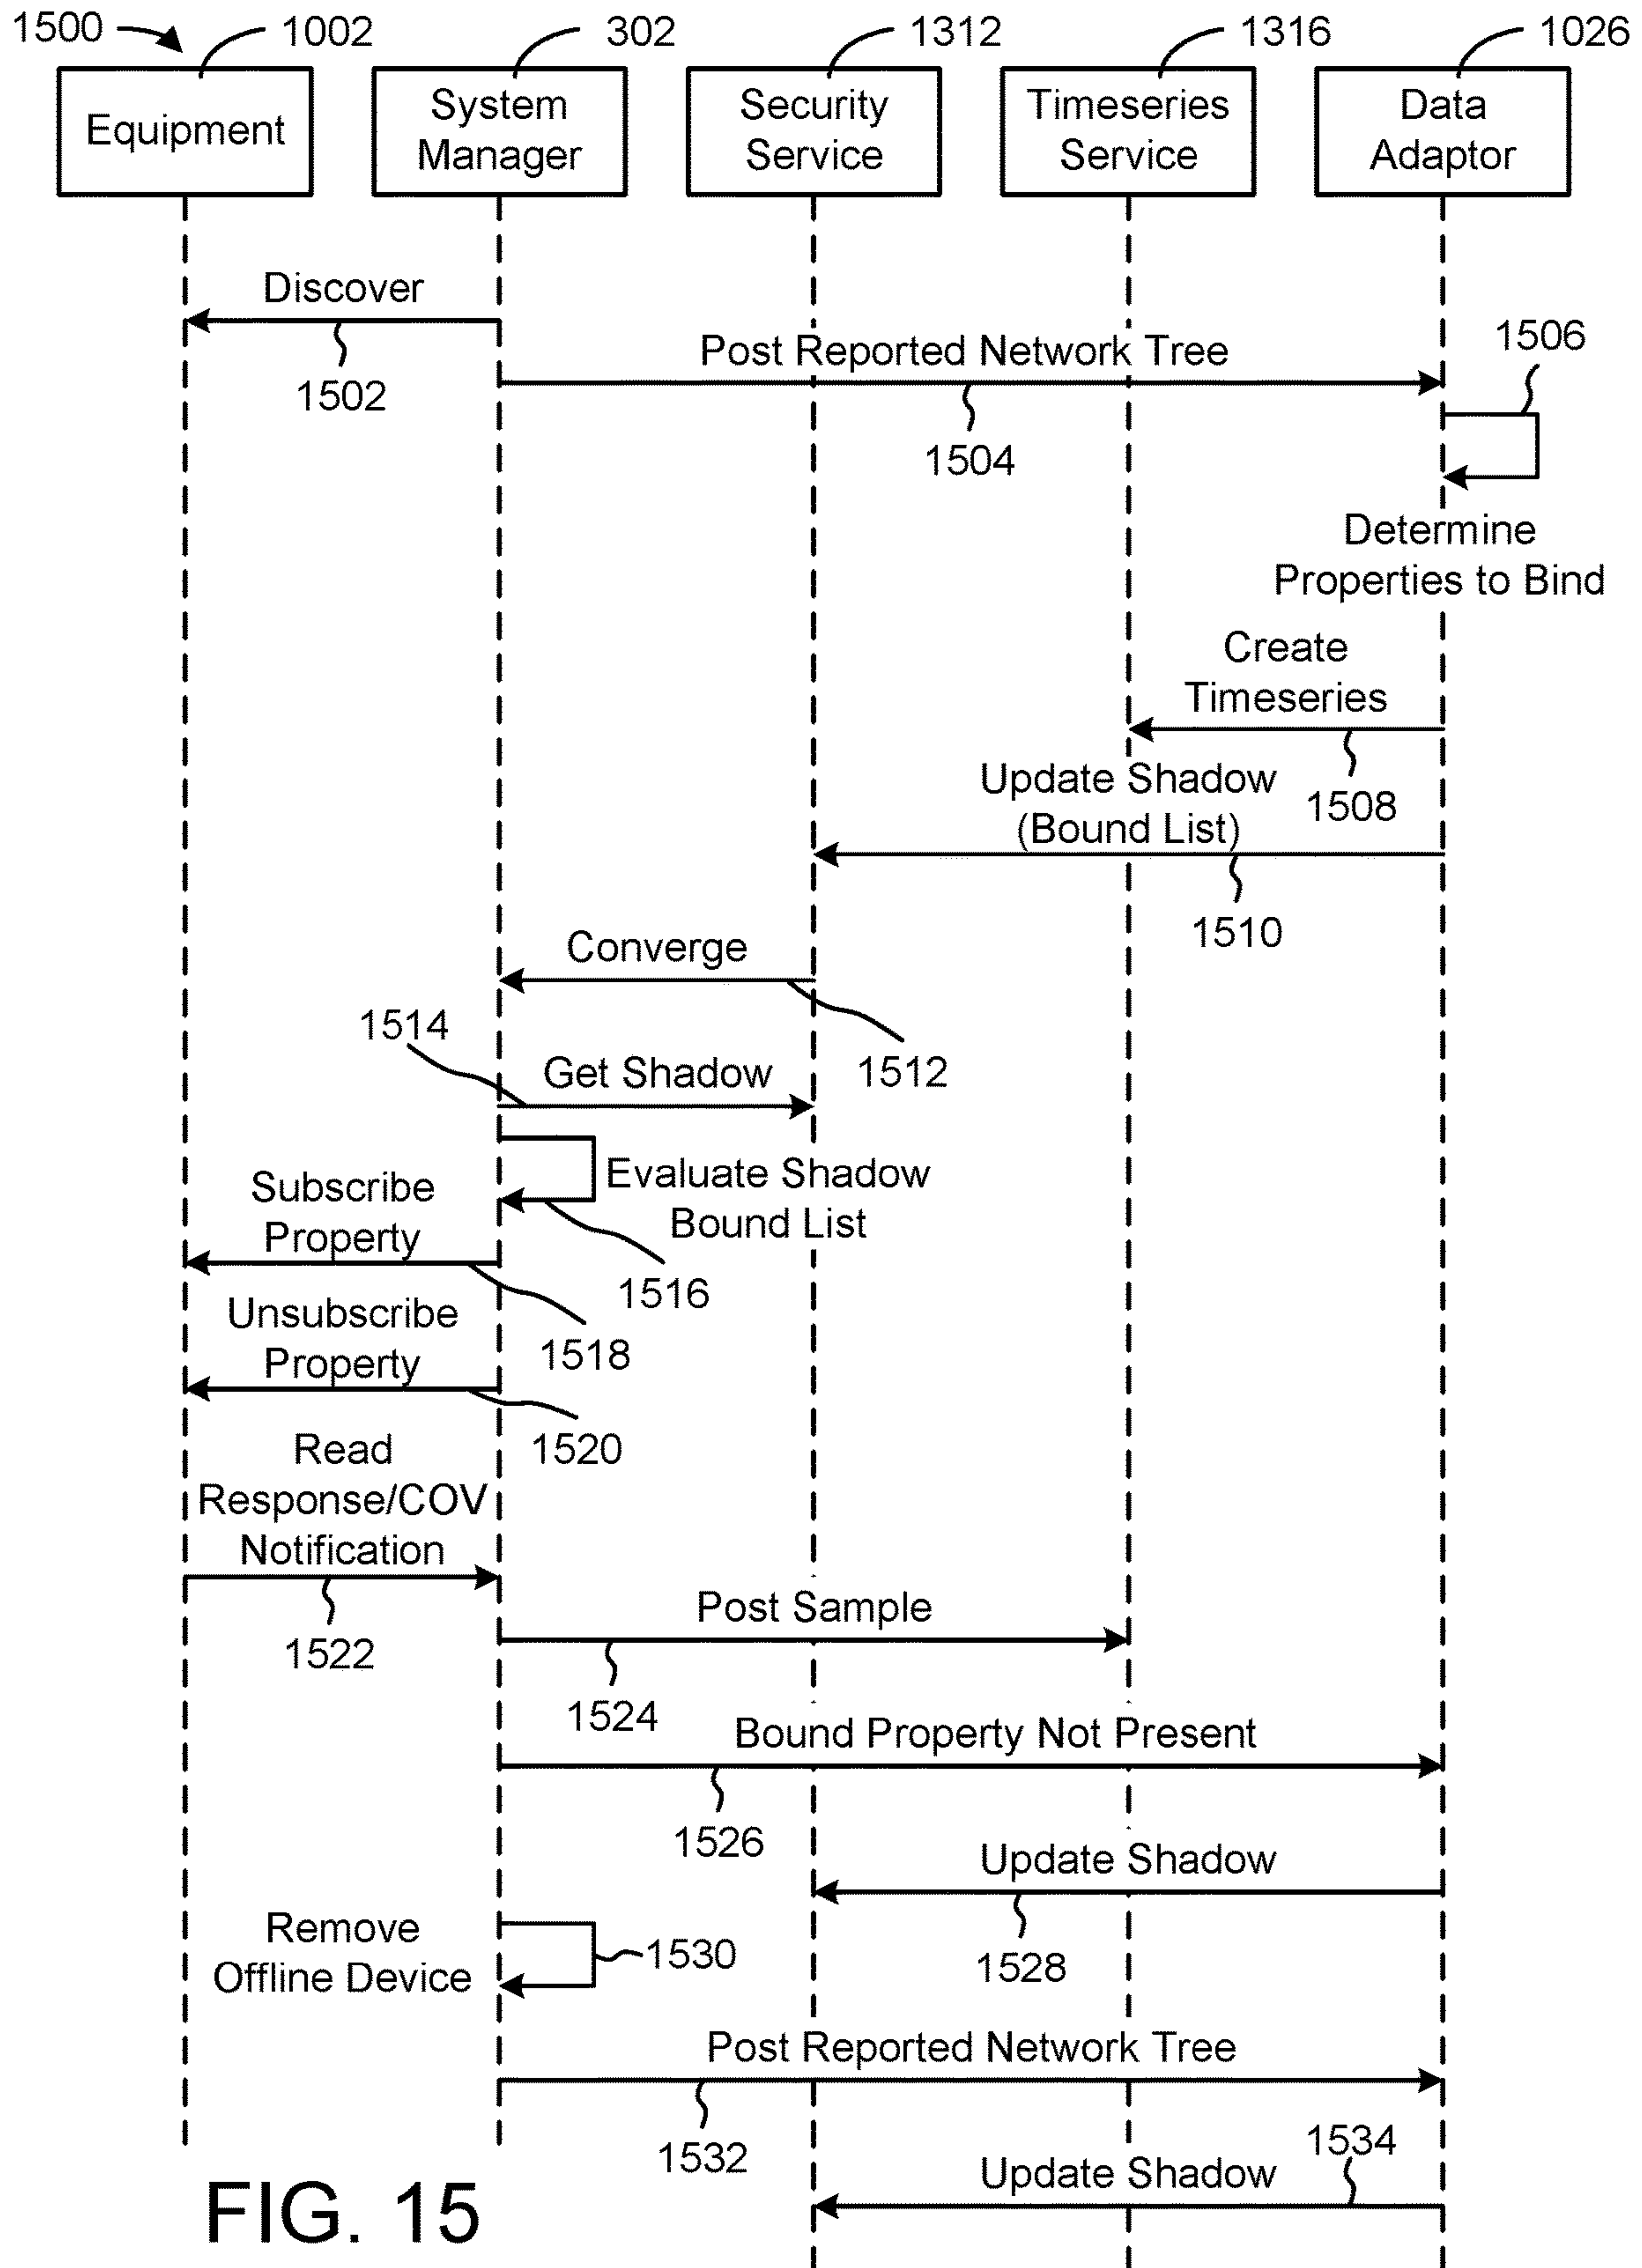 1500
1002
302
1312
1316
1026
Equipment
System
Manager
Security
Service
Timeseries
Service
Data
Adaptor
Discover
1502
Post Reported Network Tree
1504
1506
Determine
Properties to Bind
Create
Timeseries
1508
Update Shadow
(Bound List)
1510
Converge
1512
1514
Get Shadow
Evaluate Shadow
Bound List
1516
Subscribe
Property
1518
Unsubscribe
Property
1520
Read
Response/COV
Notification
1522
Post Sample
1524
Bound Property Not Present
1526
Update Shadow
1528
Remove
Offline Device
1530
Post Reported Network Tree
1532
1534
Update Shadow
FIG. 15